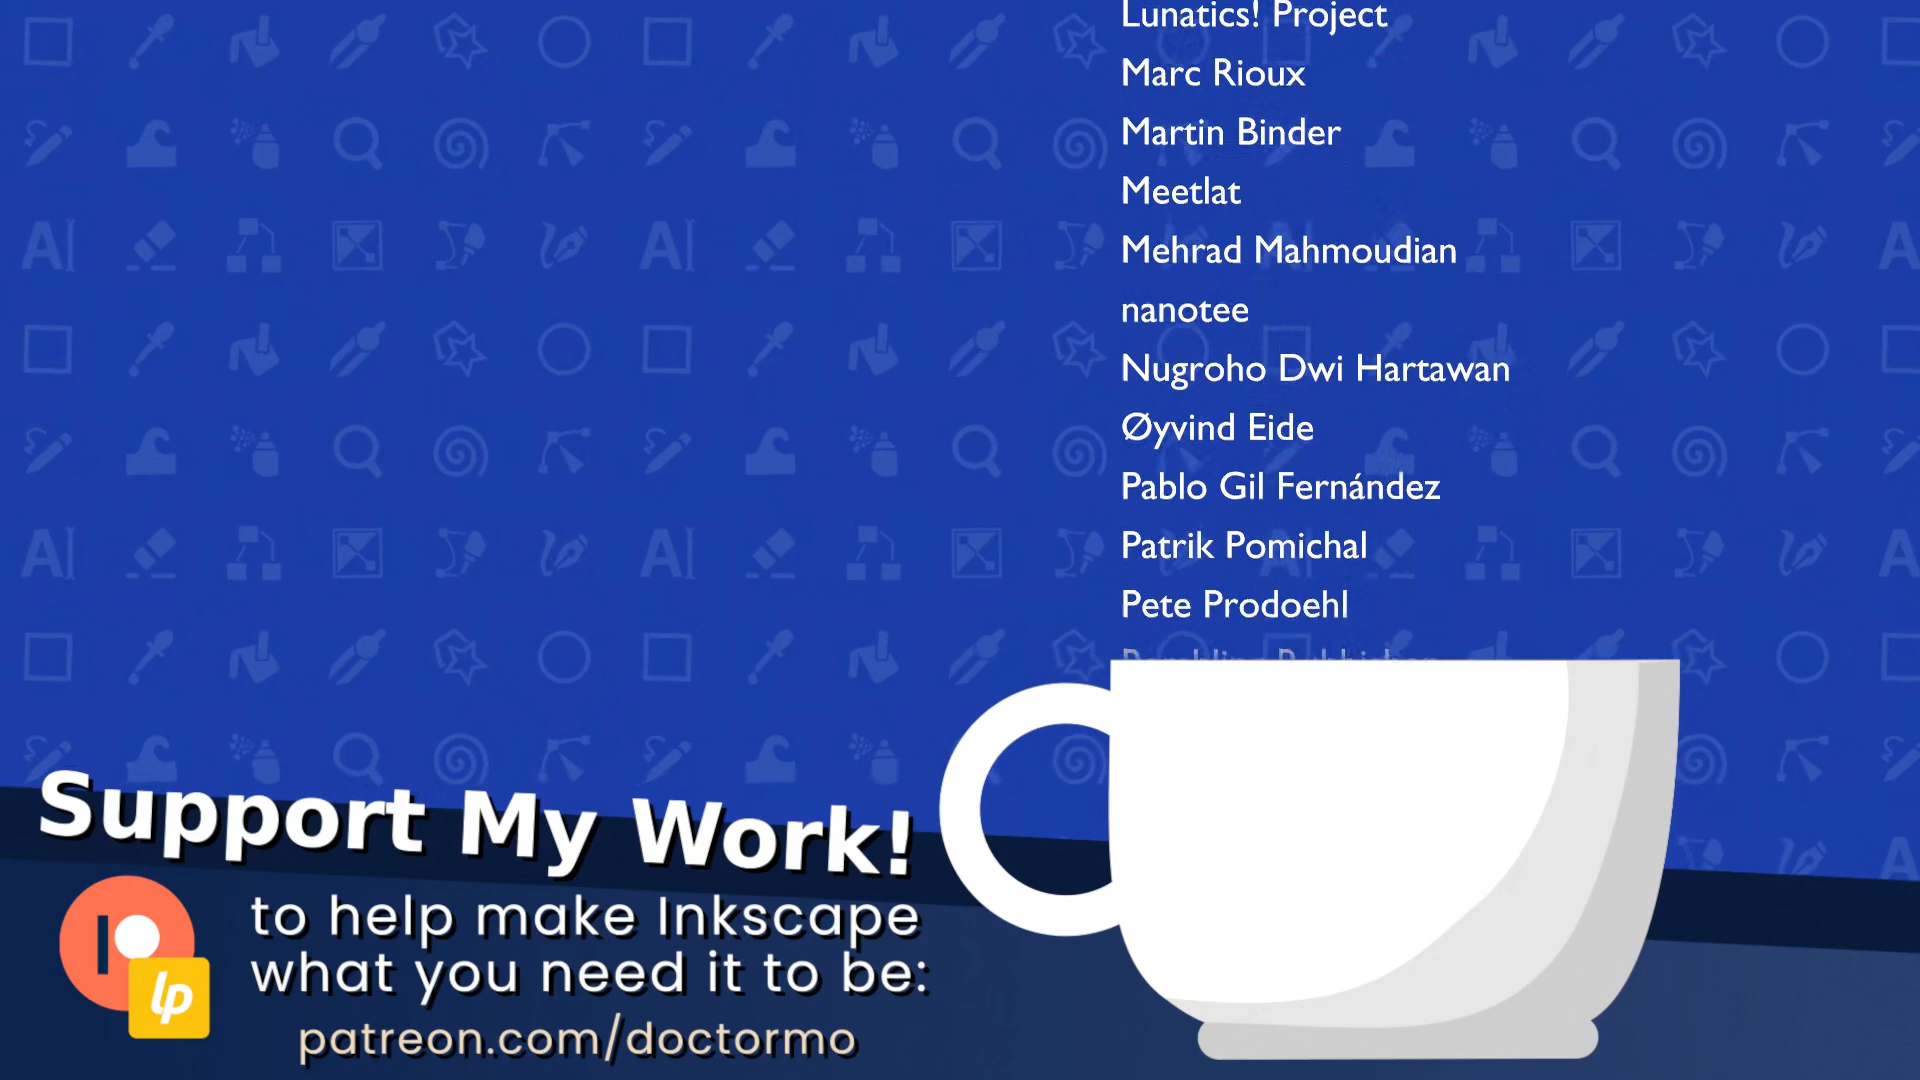 Lunatics! Project
Marc Rioux
Martin Binder
Meetlat
Mehrad Mahmoudian
nanotee
Nugroho Dwi Hartawan
Øyvind Eide
Pablo Gil Fernández
Patrik Pomichal
Pete Prodoehl
Support My Work!
to help make Inkscape
what you need it to be:
patreon.com/doctormo
lp